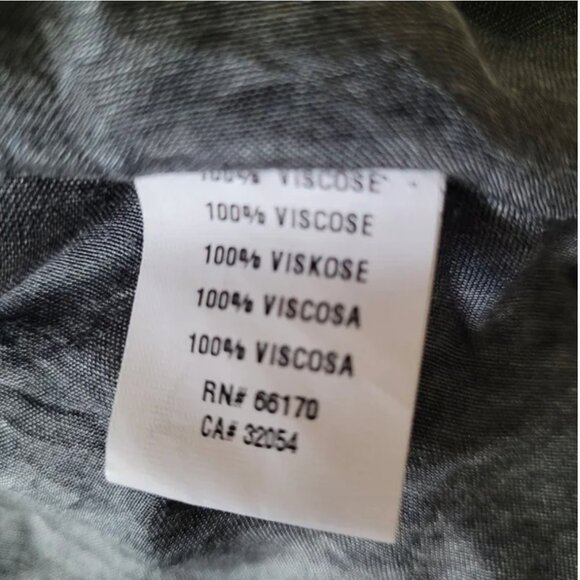 100% VISCOSE
100% VISCOSE
100% VISKOSE
100% VISCOSA
100% VISCOSA
RN# 66170
CA# 32054